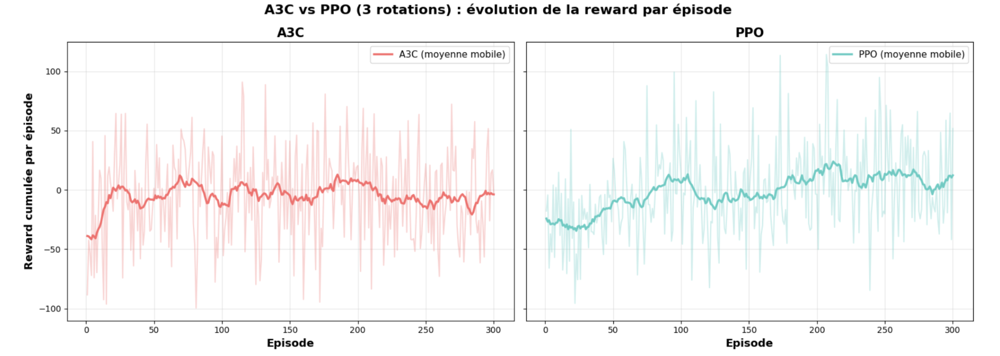 A3C vs PPO (3 rotations) : évolution de la reward par épisode
A3C
PPO
A3C (moyenne mobile)
PPO (moyenne mobile)
Reward cumulée par épisode
100
50
0
−50
−100
0 50 100 150 200 250 300
0 50 100 150 200 250 300
Episode
Episode